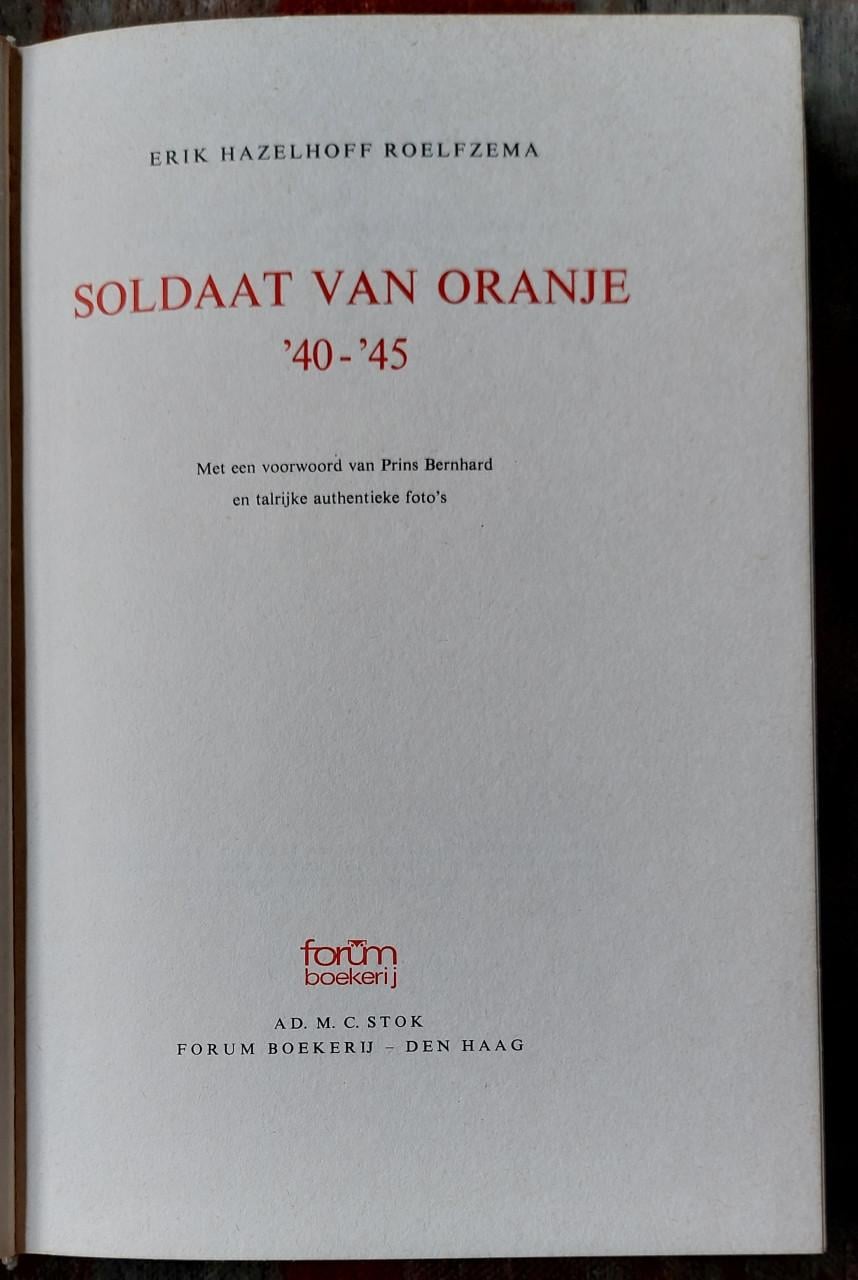 ERIK HAZELHOFF ROELFZEMA
SOLDAAT VAN ORANJE
’40-’45
Met een voorwoord van Prins Bernhard
en talrijke authentieke foto’s
forum
boekerij
AD. M. C. STOK
FORUM BOEKERIJ – DEN HAAG